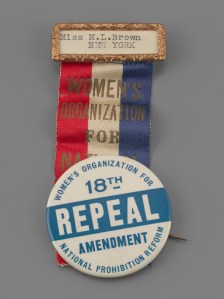 Miss M.L.Brown
NEW YORK
WOMEN'S
ORGANIZATION
FOR
WOMEN'S ORGANIZATION FOR
18TH
REPEAL
AMENDMENT
NATIONAL PROHIBITION REFORM